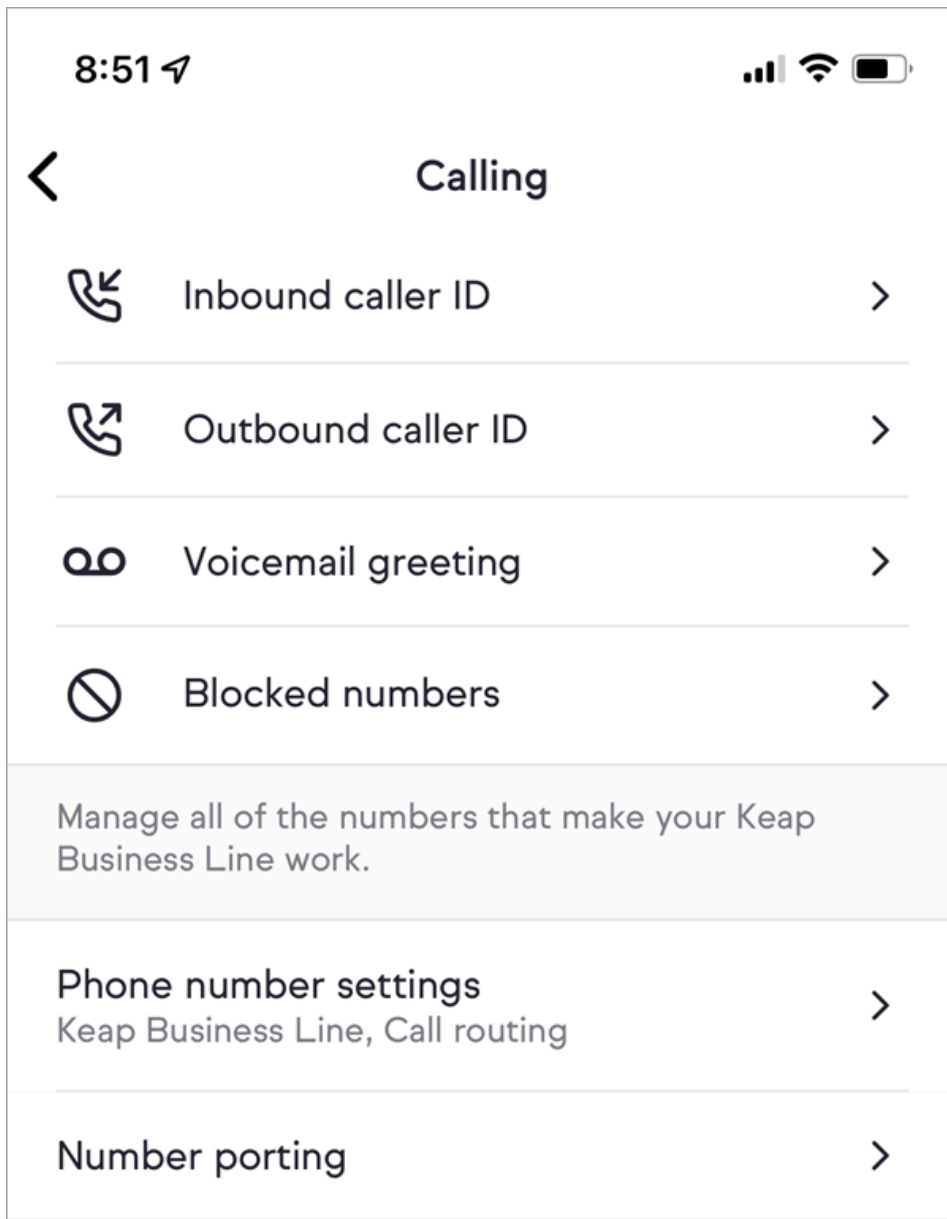 8:51
Calling
Inbound caller ID
Outbound caller ID
Voicemail greeting
Blocked numbers
Manage all of the numbers that make your Keap
Business Line work.
Phone number settings
Keap Business Line, Call routing
Number porting